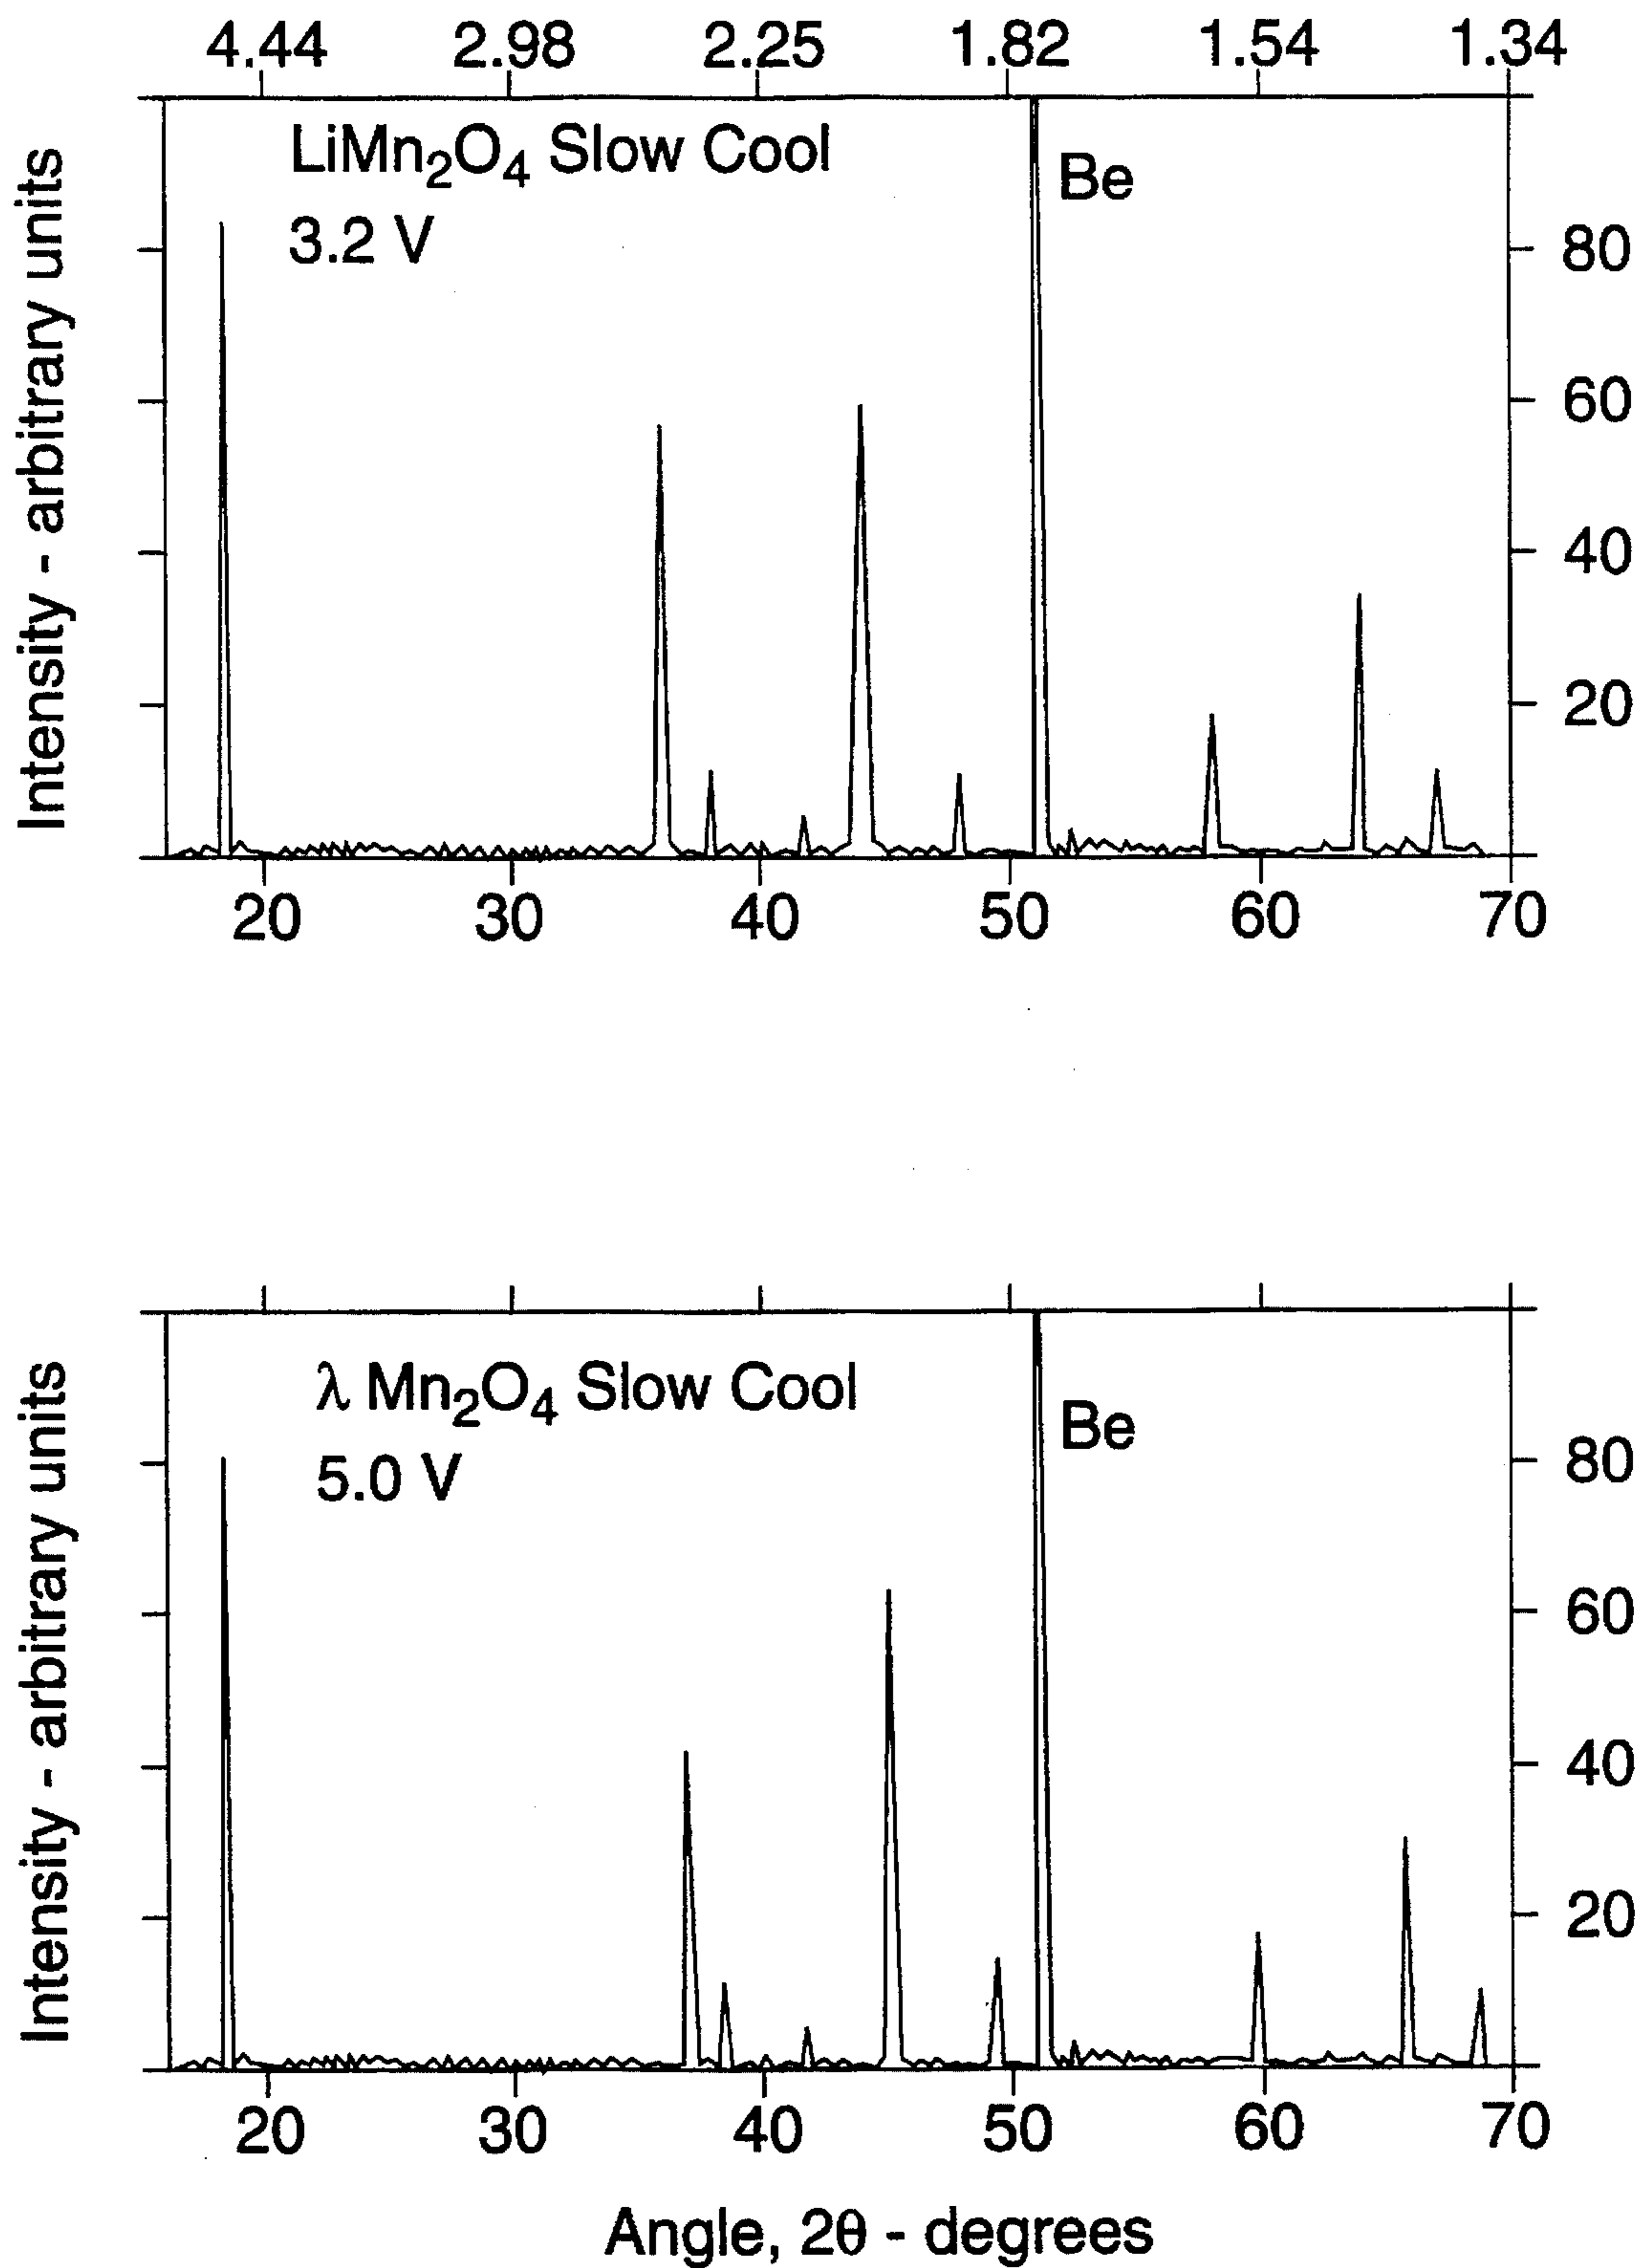 4.44 2.98 2.25 1.82 1.54 1.34
LiMn₂O₄ Slow Cool
3.2 V
Be
Intensity - arbitrary units
80
60
40
20
20 30 40 50 60 70
λ Mn₂O₄ Slow Cool
5.0 V
Be
Intensity - arbitrary units
80
60
40
20
20 30 40 50 60 70
Angle, 2θ - degrees